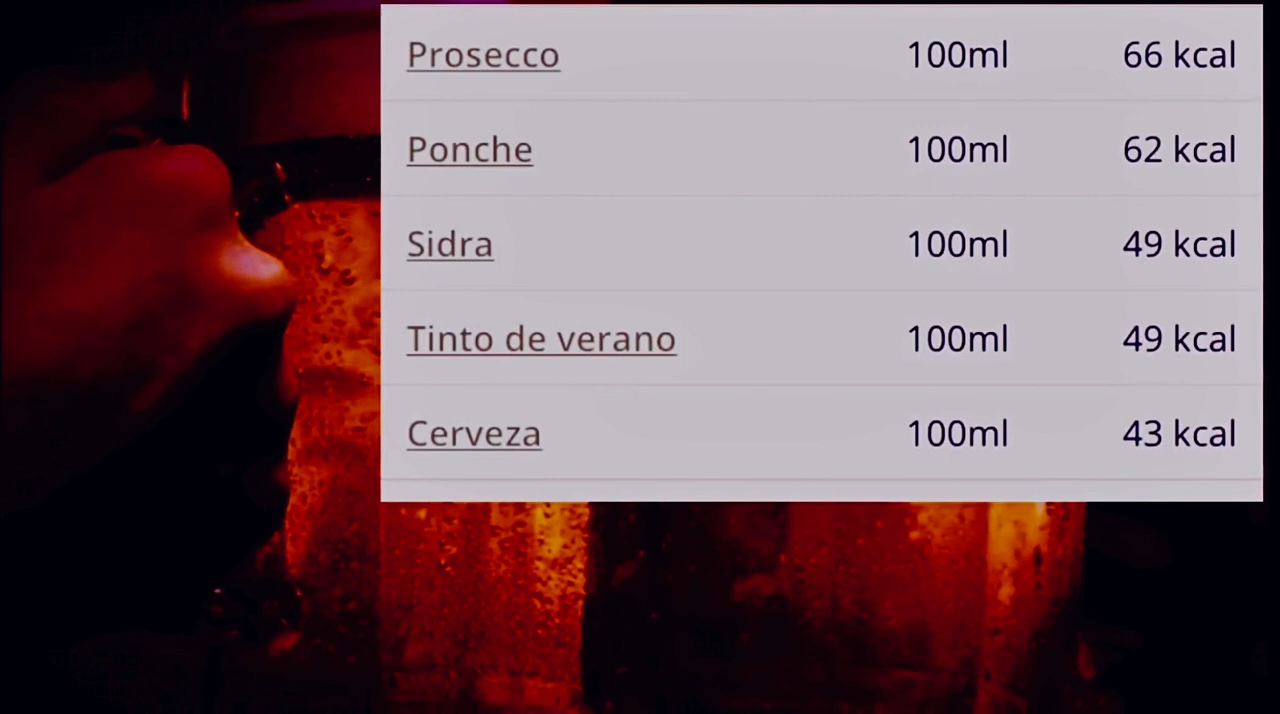 Prosecco 100ml 66 kcal
Ponche 100ml 62 kcal
Sidra 100ml 49 kcal
Tinto de verano 100ml 49 kcal
Cerveza 100ml 43 kcal